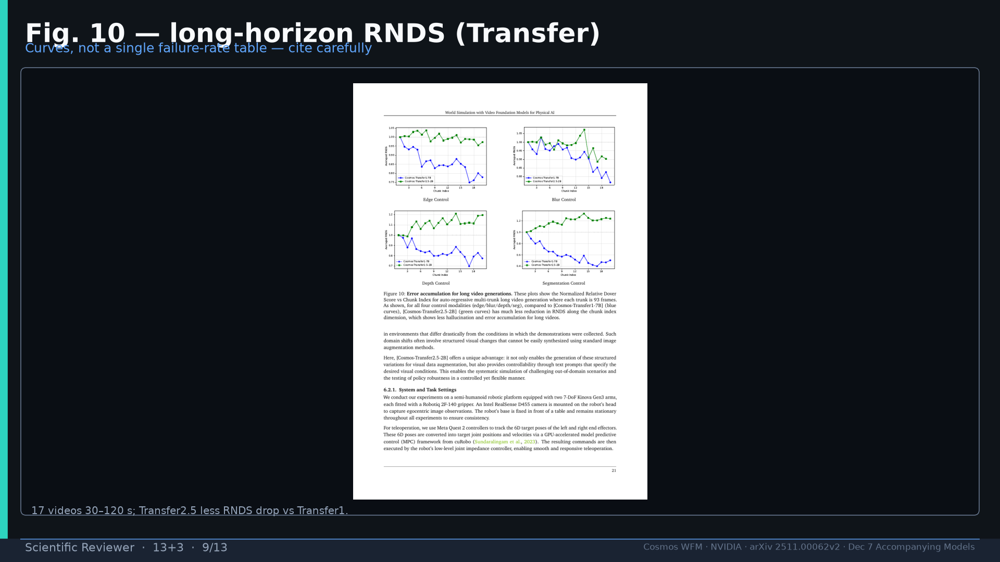 Fig. 10 — long-horizon RNDS (Transfer)
Curves, not a single failure-rate table — cite carefully
World Simulation with Video Foundation Models for Physical AI
1.05
1.00
0.95
0.90
0.85
0.80
0.75
Averaged RNDS
Cosmos-Transfer1-7B
Cosmos-Transfer2.5-2B
3 6 9 12 15 18
Chunk Index
Edge Control
1.05
1.00
0.95
0.90
0.85
0.80
Averaged RNDS
Cosmos-Transfer1-7B
Cosmos-Transfer2.5-2B
3 6 9 12 15 18
Chunk Index
Blur Control
1.2
1.1
1.0
0.9
0.8
0.7
Averaged RNDS
Cosmos-Transfer1-7B
Cosmos-Transfer2.5-2B
3 6 9 12 15 18
Chunk Index
Depth Control
1.2
1.0
0.8
0.6
0.4
Averaged RNDS
Cosmos-Transfer1-7B
Cosmos-Transfer2.5-2B
3 6 9 12 15 18
Chunk Index
Segmentation Control
Figure 10: Error accumulation for long video generations. These plots show the Normalized Relative Dover
Score vs Chunk Index for auto-regressive multi-trunk long video generation where each trunk is 93 frames.
As shown, for all four control modalities (edge/blur/depth/seg), compared to [Cosmos-Transfer1-7B] (blue
curves), [Cosmos-Transfer2.5-2B] (green curves) has much less reduction in RNDS along the chunk index
dimension, which shows less hallucination and error accumulation for long videos.
in environments that differ drastically from the conditions in which the demonstrations were collected. Such
domain shifts often involve structured visual changes that cannot be easily synthesized using standard image
augmentation methods.
Here, [Cosmos-Transfer2.5-2B] offers a unique advantage: it not only enables the generation of these structured
variations for visual data augmentation, but also provides controllability through text prompts that specify the
desired visual conditions. This enables the systematic simulation of challenging out-of-domain scenarios and
the testing of policy robustness in a controlled yet flexible manner.
6.2.1. System and Task Settings
We conduct our experiments on a semi-humanoid robotic platform equipped with two 7-DoF Kinova Gen3 arms,
each fitted with a Robotiq 2F-140 gripper. An Intel RealSense D455 camera is mounted on the robot's head
to capture egocentric image observations. The robot's base is fixed in front of a table and remains stationary
throughout all experiments to ensure consistency.
For teleoperation, we use Meta Quest 2 controllers to track the 6D target poses of the left and right end effectors.
These 6D poses are converted into target joint positions and velocities via a GPU-accelerated model predictive
control (MPC) framework from cuRobo (Sundaralingam et al., 2023). The resulting commands are then
executed by the robot's low-level joint impedance controller, enabling smooth and responsive teleoperation.
21
17 videos 30–120 s; Transfer2.5 less RNDS drop vs Transfer1.
Scientific Reviewer · 13+3 · 9/13
Cosmos WFM · NVIDIA · arXiv 2511.00062v2 · Dec 7 Accompanying Models